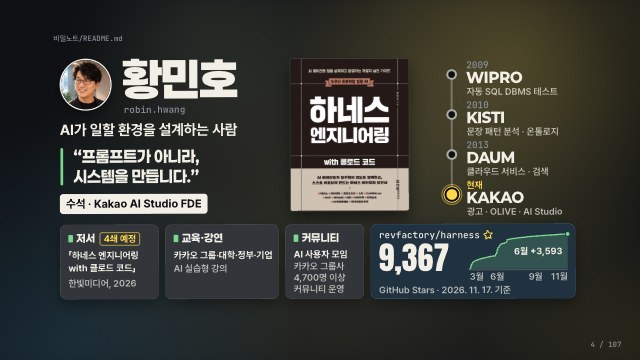 비밀노트/README.md
황민호
robin.hwang
AI가 일할 환경을 설계하는 사람
“프롬프트가 아니라,
시스템을 만듭니다.”
수석 · Kakao AI Studio FDE
하네스
엔지니어링
with 클로드 코드
2009
WIPRO
자동 SQL DBMS 테스트
2010
KISTI
문장 패턴 분석 · 온톨로지
2013
DAUM
클라우드 서비스 · 검색
현재
KAKAO
광고 · OLIVE · AI Studio
저서 4쇄 예정
『하네스 엔지니어링
with 클로드 코드』
한빛미디어, 2026
교육·강연
카카오 그룹·대학·정부·기업
AI 실습형 강의
커뮤니티
AI 사용자 모임
카카오 그룹사
4,700명 이상
커뮤니티 운영
revfactory/harness
9,367
6월 +3,593
3월 6월 9월 11월
GitHub Stars · 2026. 11. 17. 기준
4 / 107